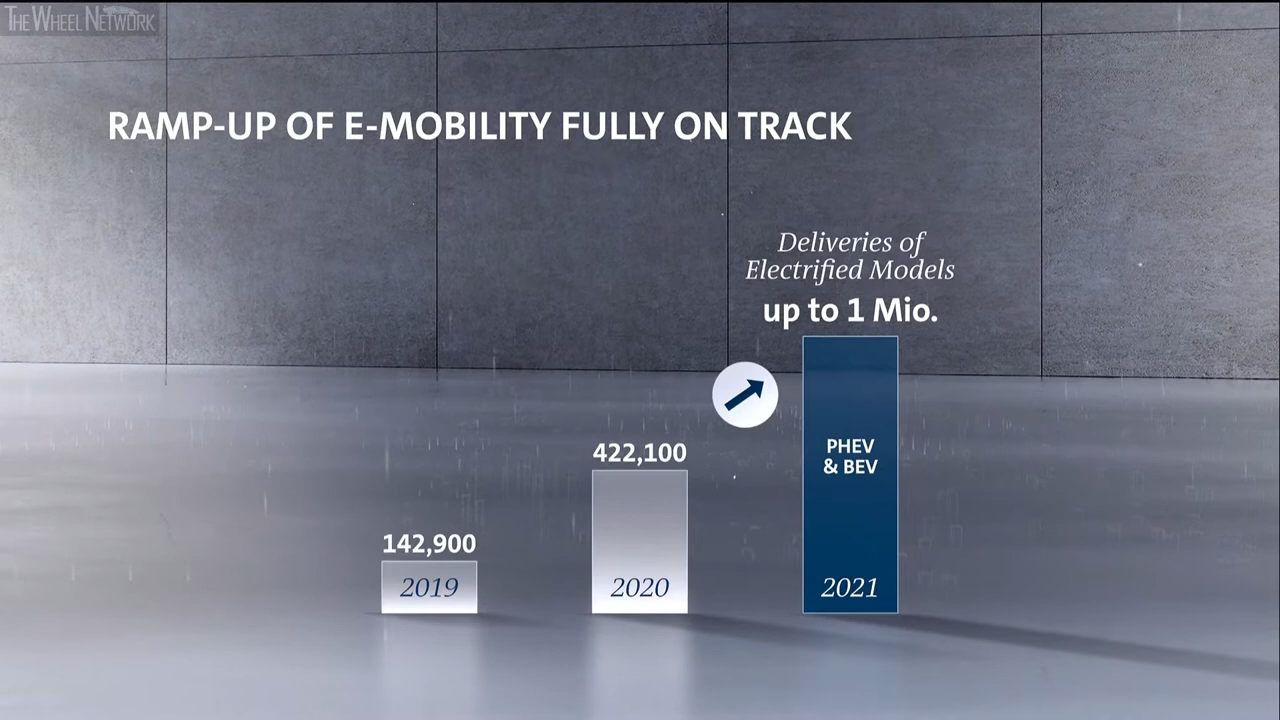 THE WHEEL NETWORK
RAMP-UP OF E-MOBILITY FULLY ON TRACK
Deliveries of
Electrified Models
up to 1 Mio.
422,100
142,900
PHEV
& BEV
2019
2020
2021